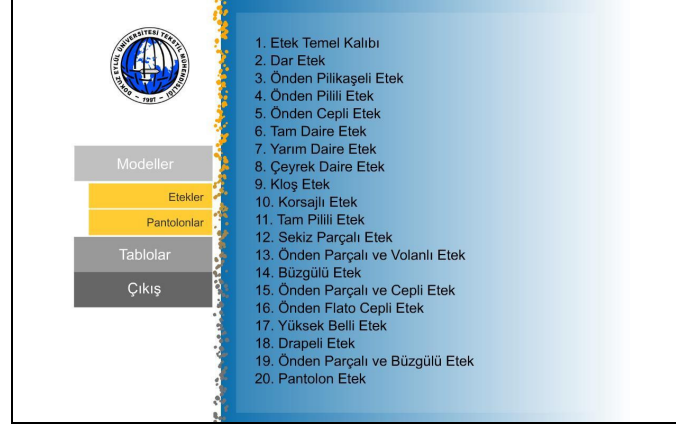 DOKUZ EYLÜL ÜNİVERSİTESİ TEKSTİL MÜHENDİSLİĞİ
- 1997 -
Modeller
Etekler
Pantolonlar
Tablolar
Çıkış
1. Etek Temel Kalıbı
2. Dar Etek
3. Önden Pilikaşeli Etek
4. Önden Pilili Etek
5. Önden Cepli Etek
6. Tam Daire Etek
7. Yarım Daire Etek
8. Çeyrek Daire Etek
9. Kloş Etek
10. Korsajlı Etek
11. Tam Pilili Etek
12. Sekiz Parçalı Etek
13. Önden Parçalı ve Volanlı Etek
14. Büzgülü Etek
15. Önden Parçalı ve Cepli Etek
16. Önden Flato Cepli Etek
17. Yüksek Belli Etek
18. Drapeli Etek
19. Önden Parçalı ve Büzgülü Etek
20. Pantolon Etek